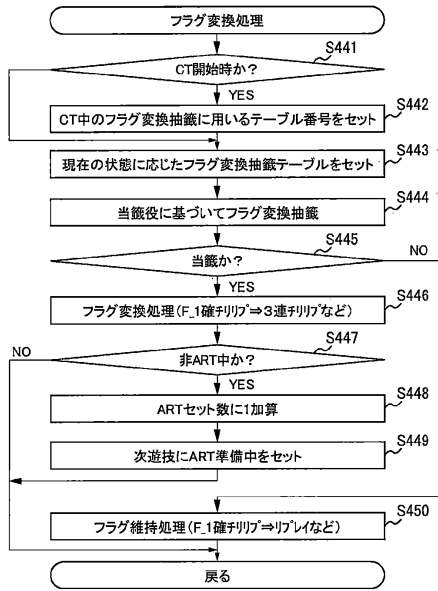 フラグ変換処理
S441
CT開始時か？
YES
S442
CT中のフラグ変換抽籤に用いるテーブル番号をセット
S443
現在の状態に応じたフラグ変換抽籤テーブルをセット
S444
当籤役に基づいてフラグ変換抽籤
S445
当籤か？
NO
YES
S446
フラグ変換処理(F_1確ﾁﾘﾘﾌﾟ⇒3連ﾁﾘﾘﾌﾟなど)
S447
NO
非ART中か？
YES
S448
ARTセット数に1加算
S449
次遊技にART準備中をセット
S450
フラグ維持処理(F_1確ﾁﾘﾘﾌﾟ⇒ﾘﾌﾟﾚｲなど)
戻る